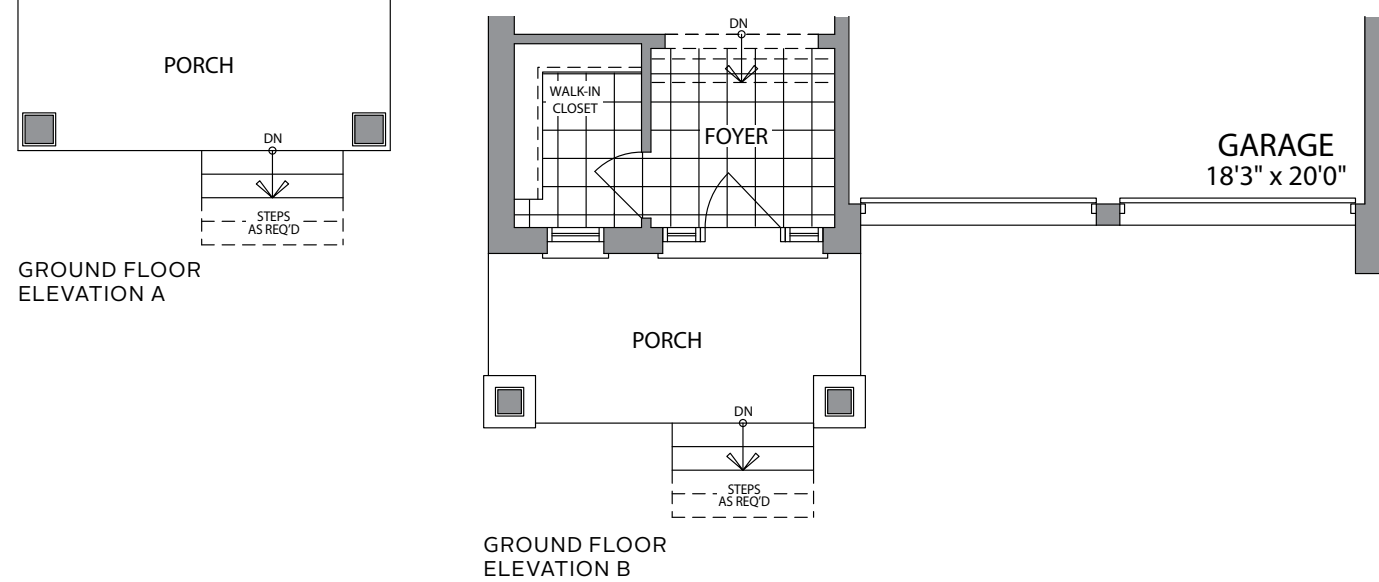 PORCH
DN
STEPS
AS REQ'D
GROUND FLOOR
ELEVATION A
DN
WALK-IN
CLOSET
FOYER
GARAGE
18'3" x 20'0"
PORCH
DN
STEPS
AS REQ'D
GROUND FLOOR
ELEVATION B